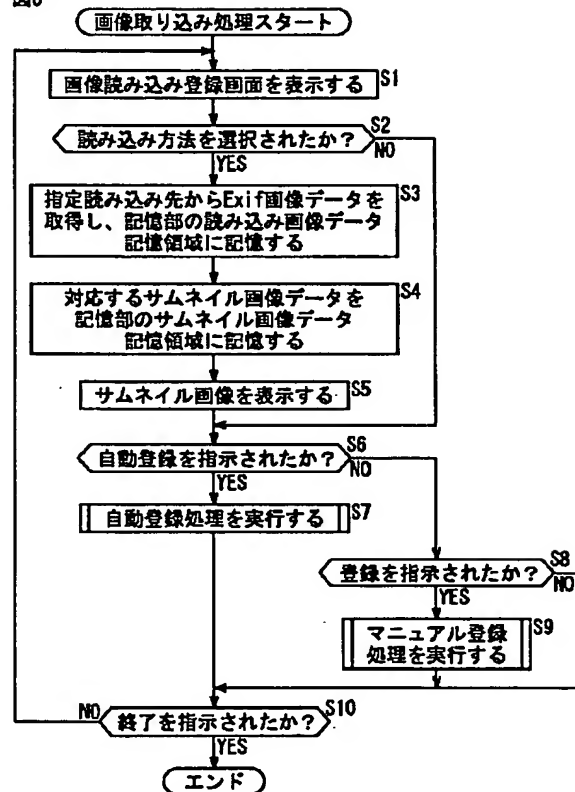 画像取り込み処理スタート
画像読み込み登録画面を表示する
S1
読み込み方法を選択されたか？
S2
NO
YES
指定読み込み先からExif画像データを
取得し、記憶部の読み込み画像データ
記憶領域に記憶する
S3
対応するサムネイル画像データを
記憶部のサムネイル画像データ
記憶領域に記憶する
S4
サムネイル画像を表示する
S5
自動登録を指示されたか？
S6
NO
YES
自動登録処理を実行する
S7
登録を指示されたか？
S8
NO
YES
マニュアル登録
処理を実行する
S9
NO
終了を指示されたか？
S10
YES
エンド